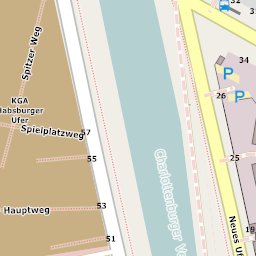 32
Spitzer Weg
34
P
P
26
KGA
Habsburger
Ufer
Spielplatzweg
57
55
25
Charlottenburger
Hauptweg
53
Neues
19
51